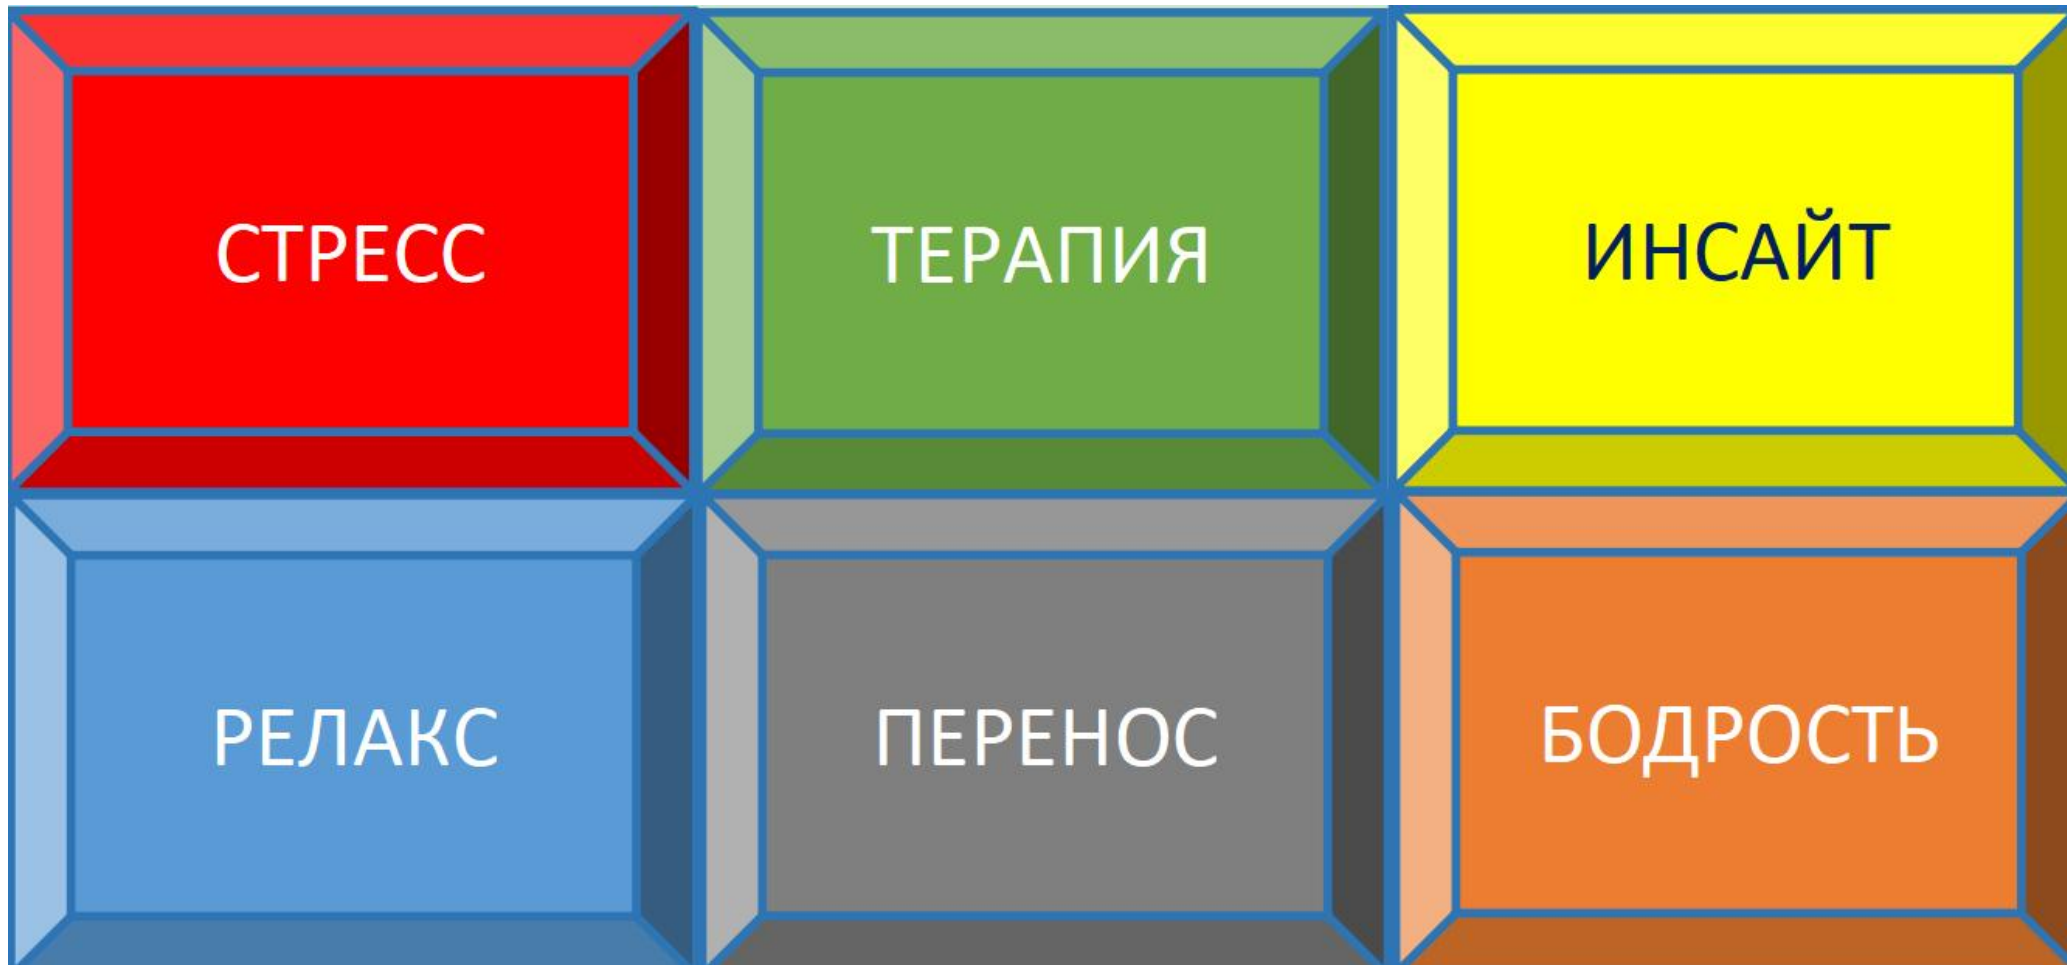 СТРЕСС
ТЕРАПИЯ
ИНСАЙТ
РЕЛАКС
ПЕРЕНОС
БОДРОСТЬ